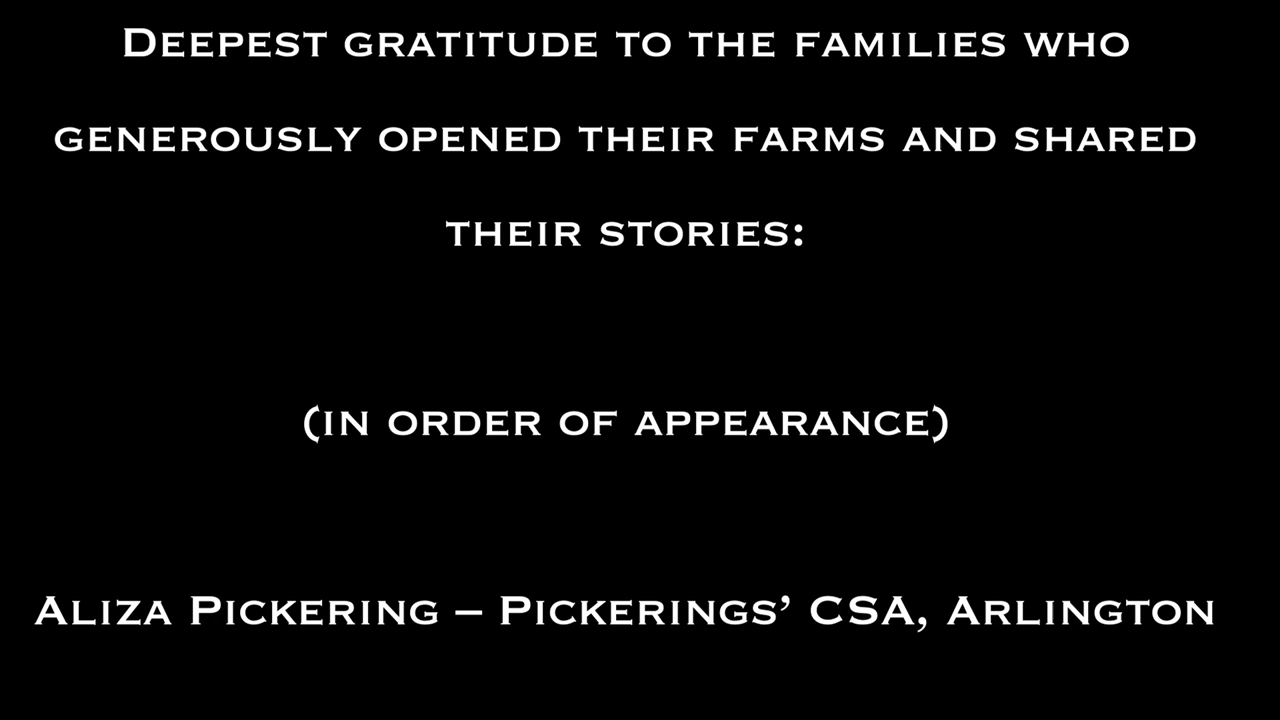 Deepest gratitude to the families who
generously opened their farms and shared
their stories:
(in order of appearance)
Aliza Pickering – Pickerings’ CSA, Arlington